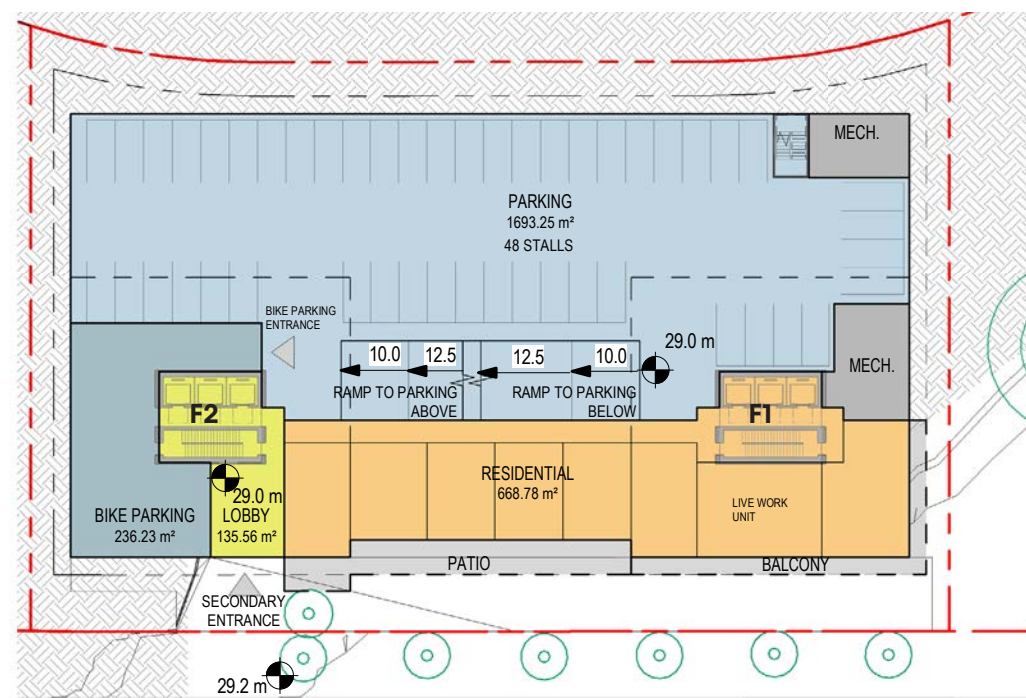 MECH.
PARKING
1693.25 m²
48 STALLS
BIKE PARKING
ENTRANCE
29.0 m
10.0
12.5
12.5
10.0
MECH.
RAMP TO PARKING
ABOVE
RAMP TO PARKING
BELOW
F2
F1
RESIDENTIAL
668.78 m²
29.0 m
LIVE WORK
UNIT
BIKE PARKING
236.23 m²
LOBBY
135.56 m²
PATIO
BALCONY
SECONDARY
ENTRANCE
29.2 m